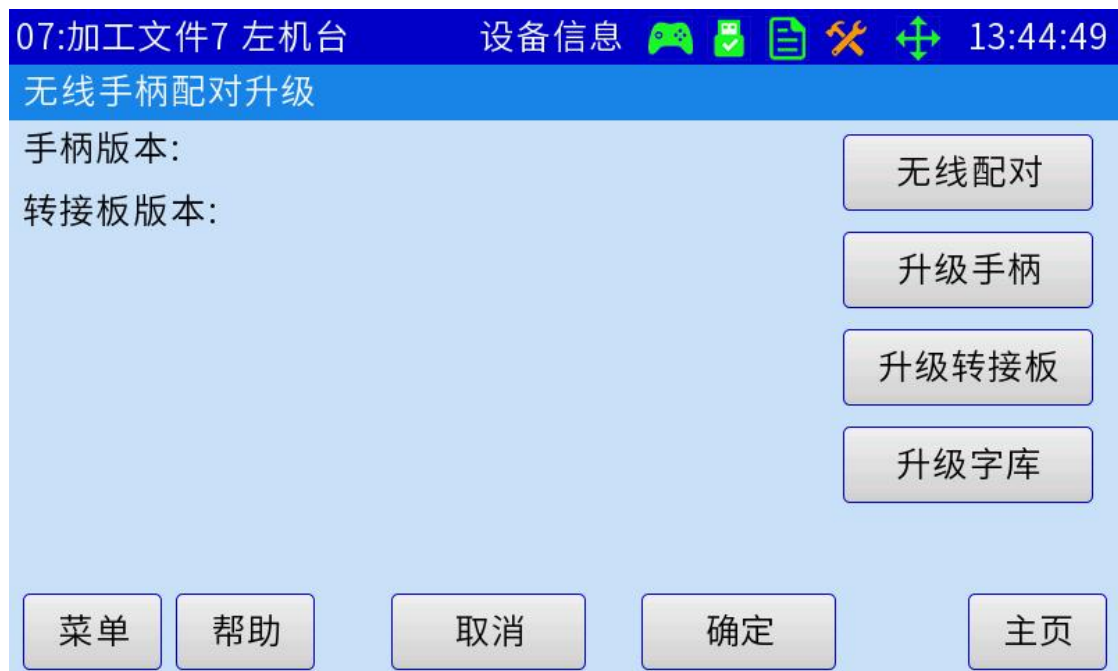 07:加工文件7 左机台 设备信息 13:44:49
无线手柄配对升级
手柄版本:
无线配对
转接板版本:
升级手柄
升级转接板
升级字库
菜单 帮助 取消 确定 主页